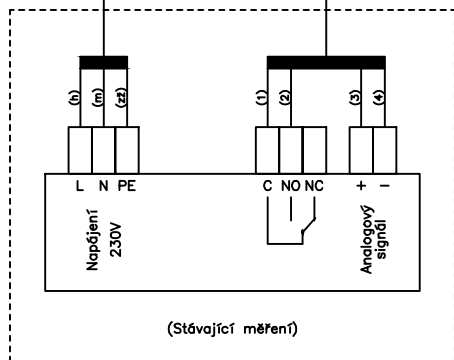 (h) (m) (zž) (1) (2) (3) (4)
L N PE C NO NC + −
Napájení
230V
Analogový
signál
(Stávající měření)